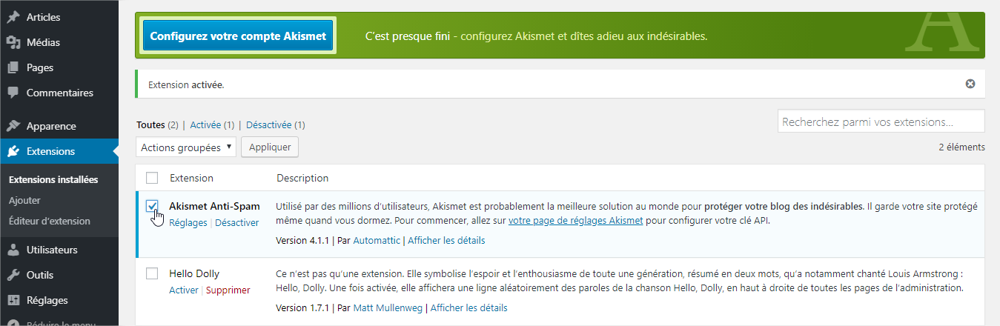 Articles
Médias
Pages
Commentaires
Apparence
Extensions
Extensions installées
Ajouter
Éditeur d'extension
Utilisateurs
Outils
Réglages
Réduire le menu
Configurez votre compte Akismet
C'est presque fini - configurez Akismet et dîtes adieu aux indésirables.
A
Extension activée.
Toutes (2) | Activée (1) | Désactivée (1)
Recherchez parmi vos extensions...
Actions groupées
Appliquer
2 éléments
Extension
Description
Akismet Anti-Spam
Réglages | Désactiver
Utilisé par des millions d'utilisateurs, Akismet est probablement la meilleure solution au monde pour protéger votre blog des indésirables. Il garde votre site protégé
même quand vous dormez. Pour commencer, allez sur votre page de réglages Akismet pour configurer votre clé API.
Version 4.1.1 | Par Automattic | Afficher les détails
Hello Dolly
Activer | Supprimer
Ce n'est pas qu'une extension. Elle symbolise l'espoir et l'enthousiasme de toute une génération, résumé en deux mots, qu'a notamment chanté Louis Armstrong :
Hello, Dolly. Une fois activée, elle affichera une ligne aléatoirement des paroles de la chanson Hello, Dolly, en haut à droite de toutes les pages de l'administration.
Version 1.7.1 | Par Matt Mullenweg | Afficher les détails